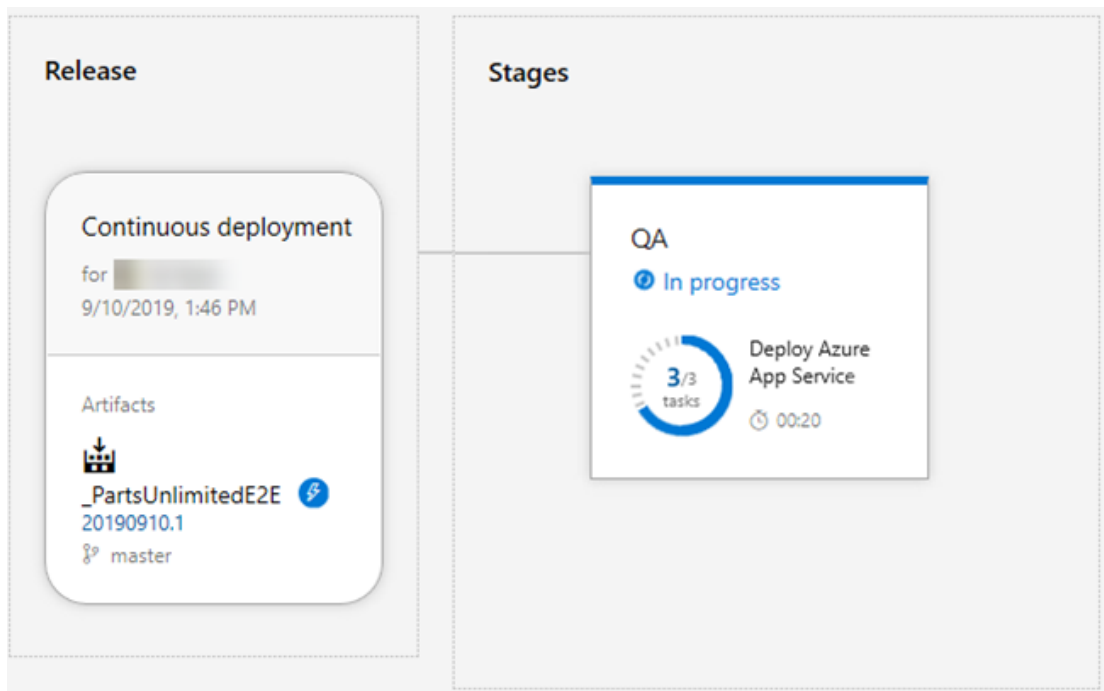 Release
Continuous deployment
for
9/10/2019, 1:46 PM
Artifacts
_PartsUnlimitedE2E
20190910.1
master
Stages
QA
In progress
3/3
tasks
Deploy Azure
App Service
00:20